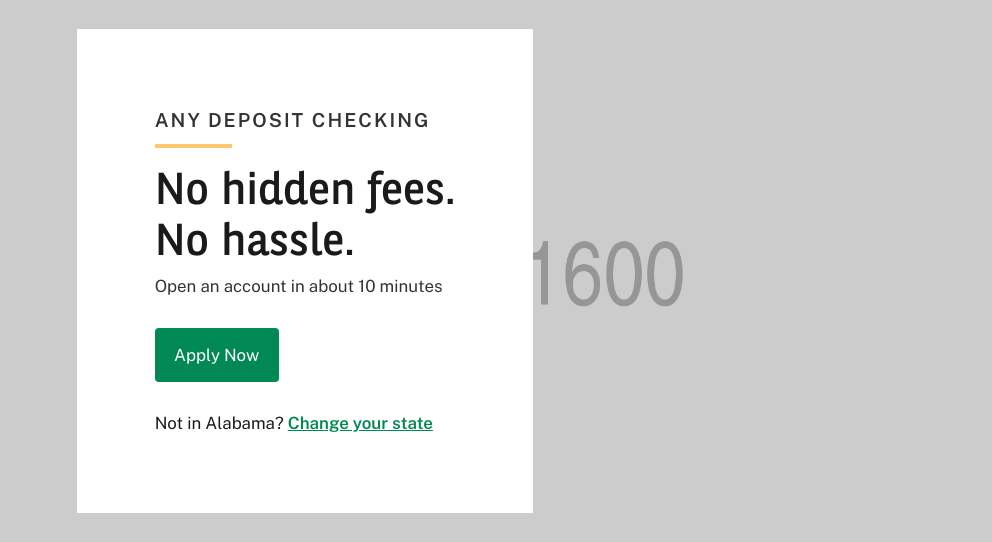 ANY DEPOSIT CHECKING
No hidden fees.
No hassle.
Open an account in about 10 minutes
Apply Now
Not in Alabama? Change your state
1600